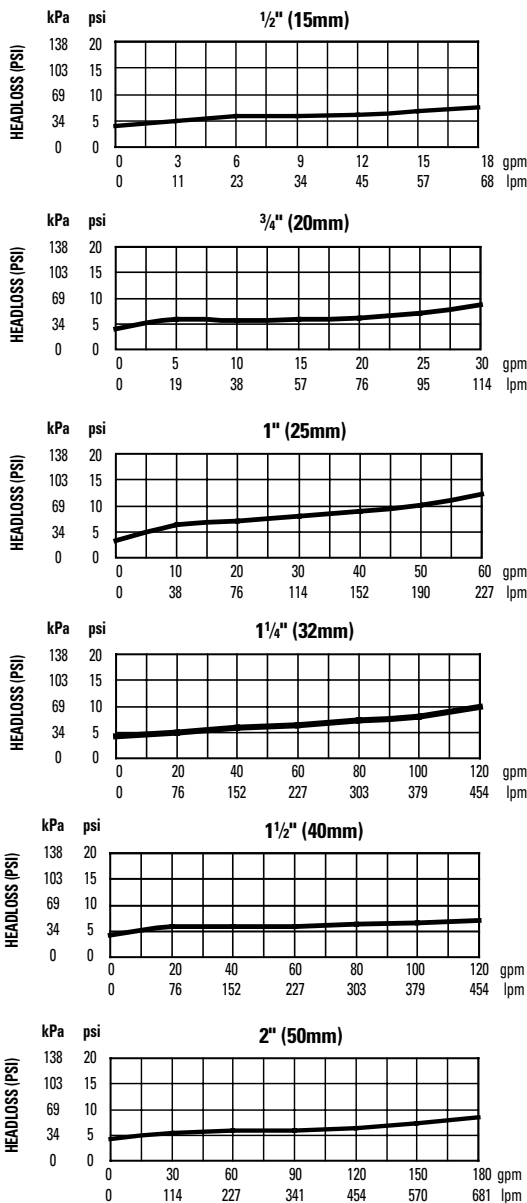 kPa psi ½" (15mm)
HEADLOSS (PSI)
138 20
103 15
69 10
34 5
0 0
0 3 6 9 12 15 18 gpm
0 11 23 34 45 57 68 lpm
kPa psi ¾" (20mm)
HEADLOSS (PSI)
138 20
103 15
69 10
34 5
0 0
0 5 10 15 20 25 30 gpm
0 19 38 57 76 95 114 lpm
kPa psi 1" (25mm)
HEADLOSS (PSI)
138 20
103 15
69 10
34 5
0 0
0 10 20 30 40 50 60 gpm
0 38 76 114 152 190 227 lpm
kPa psi 1¼" (32mm)
HEADLOSS (PSI)
138 20
103 15
69 10
34 5
0 0
0 20 40 60 80 100 120 gpm
0 76 152 227 303 379 454 lpm
kPa psi 1½" (40mm)
HEADLOSS (PSI)
138 20
103 15
69 10
34 5
0 0
0 20 40 60 80 100 120 gpm
0 76 152 227 303 379 454 lpm
kPa psi 2" (50mm)
HEADLOSS (PSI)
138 20
103 15
69 10
34 5
0 0
0 30 60 90 120 150 180 gpm
0 114 227 341 454 570 681 lpm